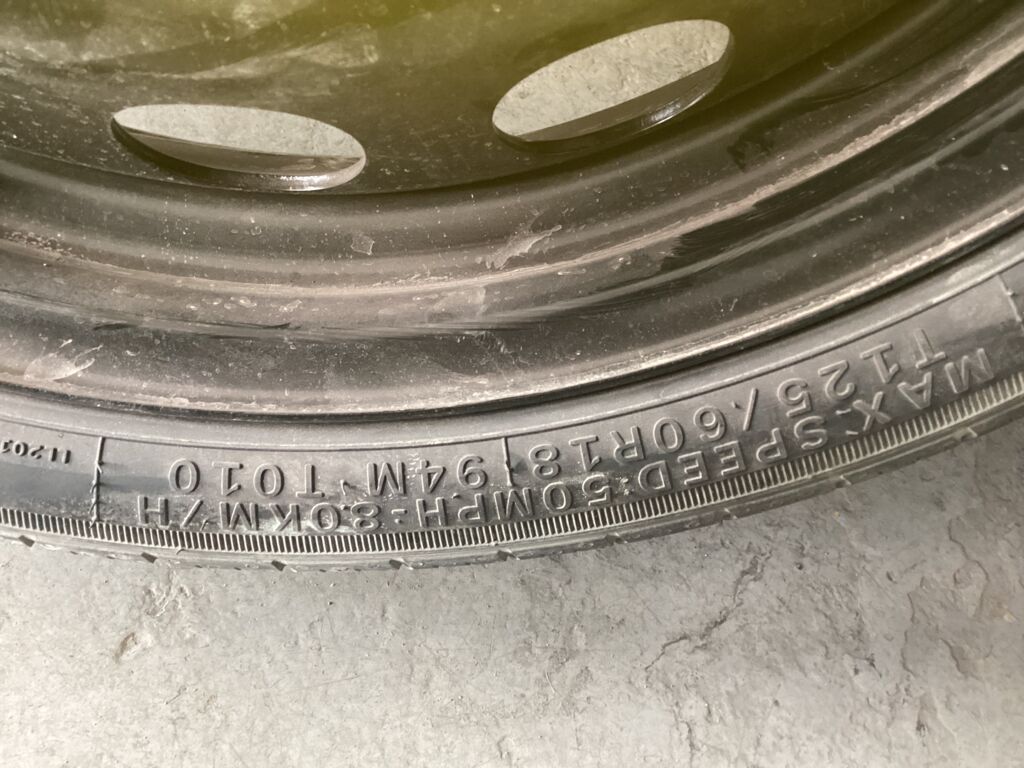 T125/60R18 94M T010
MAX. SPEED:50MPH-80KM/H